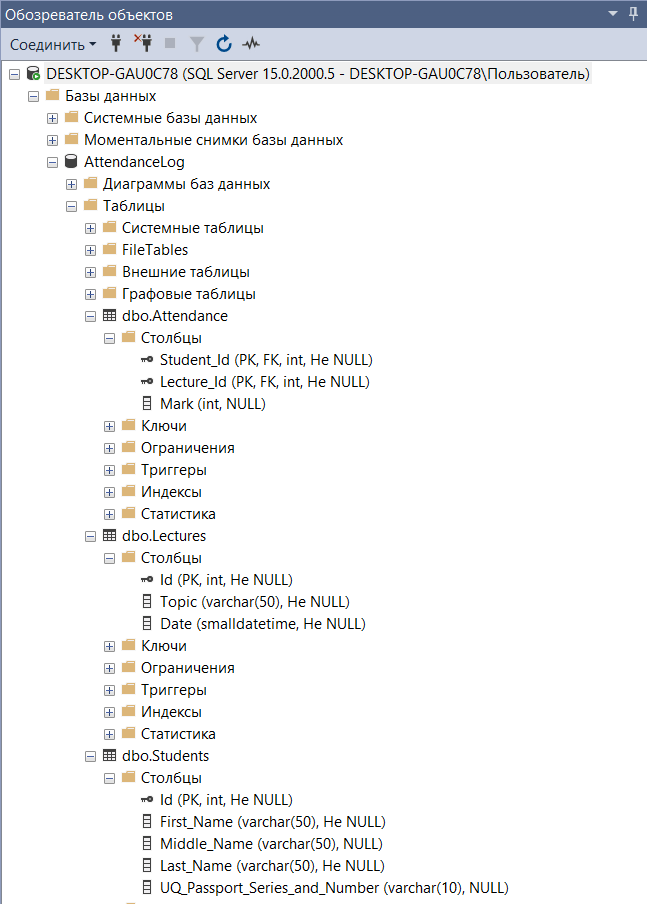 Обозреватель объектов
Соединить
DESKTOP-GAU0C78 (SQL Server 15.0.2000.5 - DESKTOP-GAU0C78\Пользователь)
Базы данных
Системные базы данных
Моментальные снимки базы данных
AttendanceLog
Диаграммы баз данных
Таблицы
Системные таблицы
FileTables
Внешние таблицы
Графовые таблицы
dbo.Attendance
Столбцы
Student_Id (PK, FK, int, Не NULL)
Lecture_Id (PK, FK, int, Не NULL)
Mark (int, NULL)
Ключи
Ограничения
Триггеры
Индексы
Статистика
dbo.Lectures
Столбцы
Id (PK, int, Не NULL)
Topic (varchar(50), Не NULL)
Date (smalldatetime, Не NULL)
Ключи
Ограничения
Триггеры
Индексы
Статистика
dbo.Students
Столбцы
Id (PK, int, Не NULL)
First_Name (varchar(50), Не NULL)
Middle_Name (varchar(50), NULL)
Last_Name (varchar(50), Не NULL)
UQ_Passport_Series_and_Number (varchar(10), NULL)